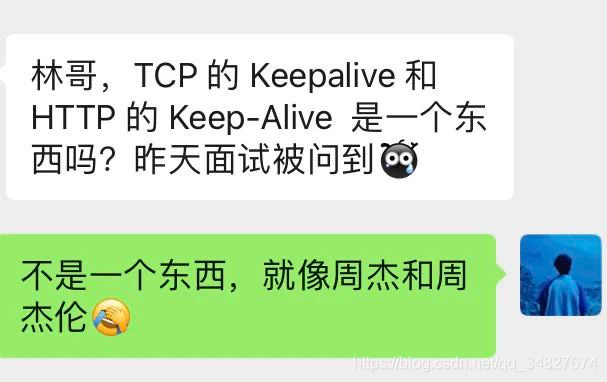 林哥，TCP 的 Keepalive 和
HTTP 的 Keep-Alive 是一个东
西吗？昨天面试被问到
不是一个东西，就像周杰和周
杰伦
https://blog.csdn.net/qq_34827674